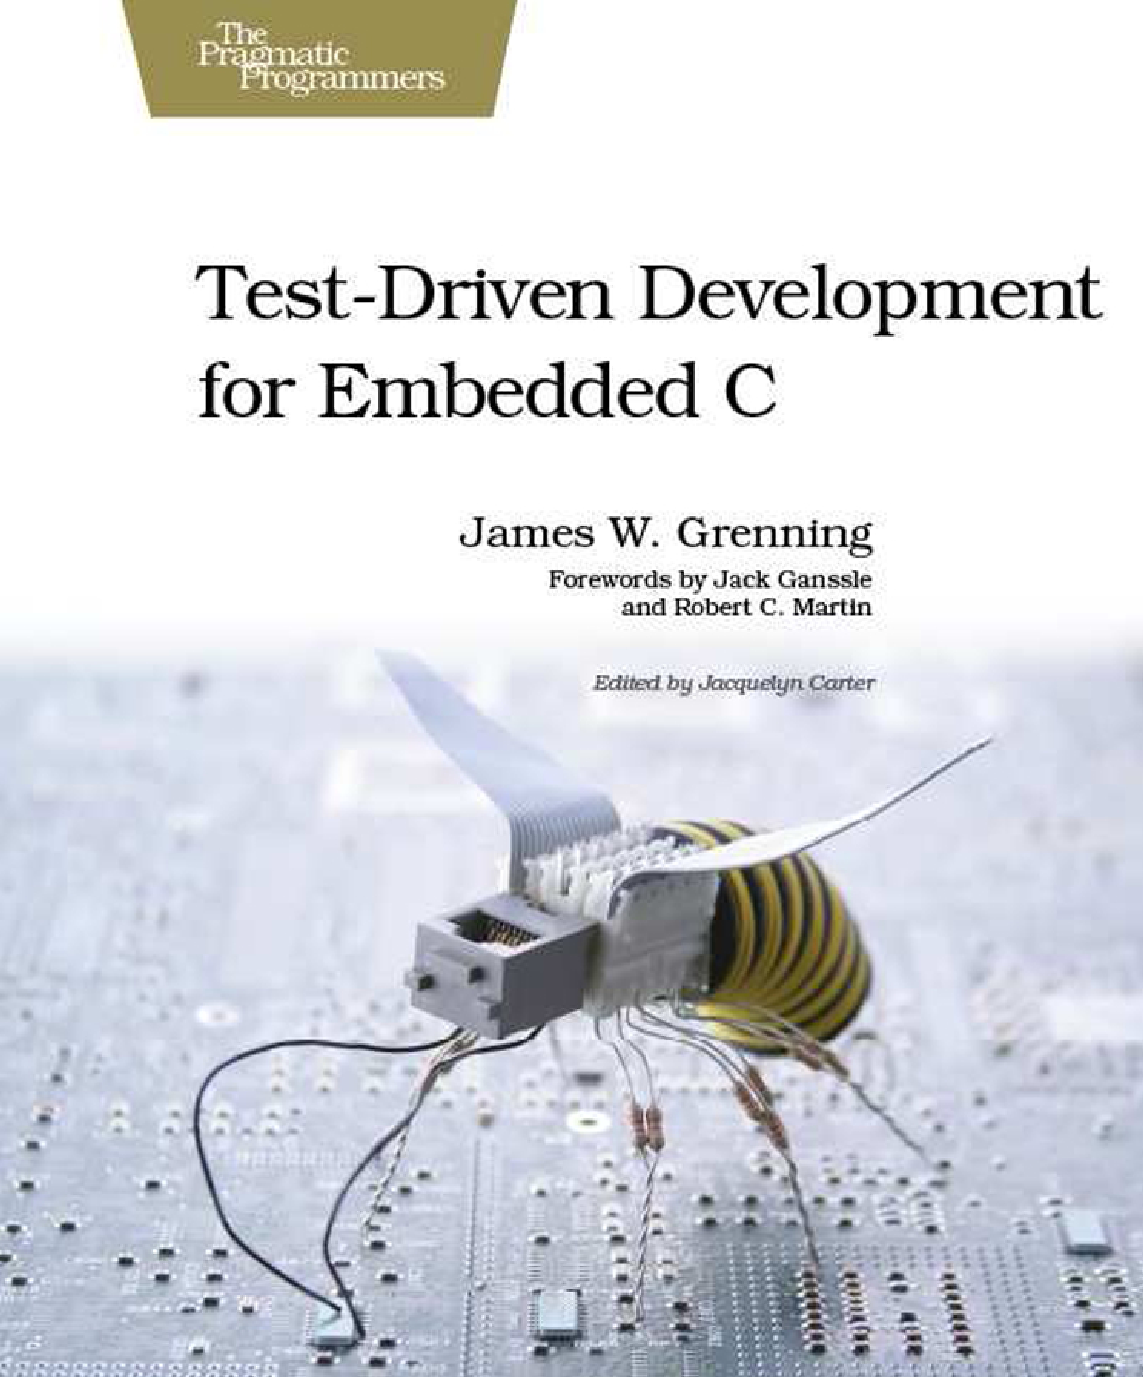 The
Pragmatic
Programmers
Test-Driven Development
for Embedded C
James W. Grenning
Forewords by Jack Ganssle
and Robert C. Martin
Edited by Jacquelyn Carter